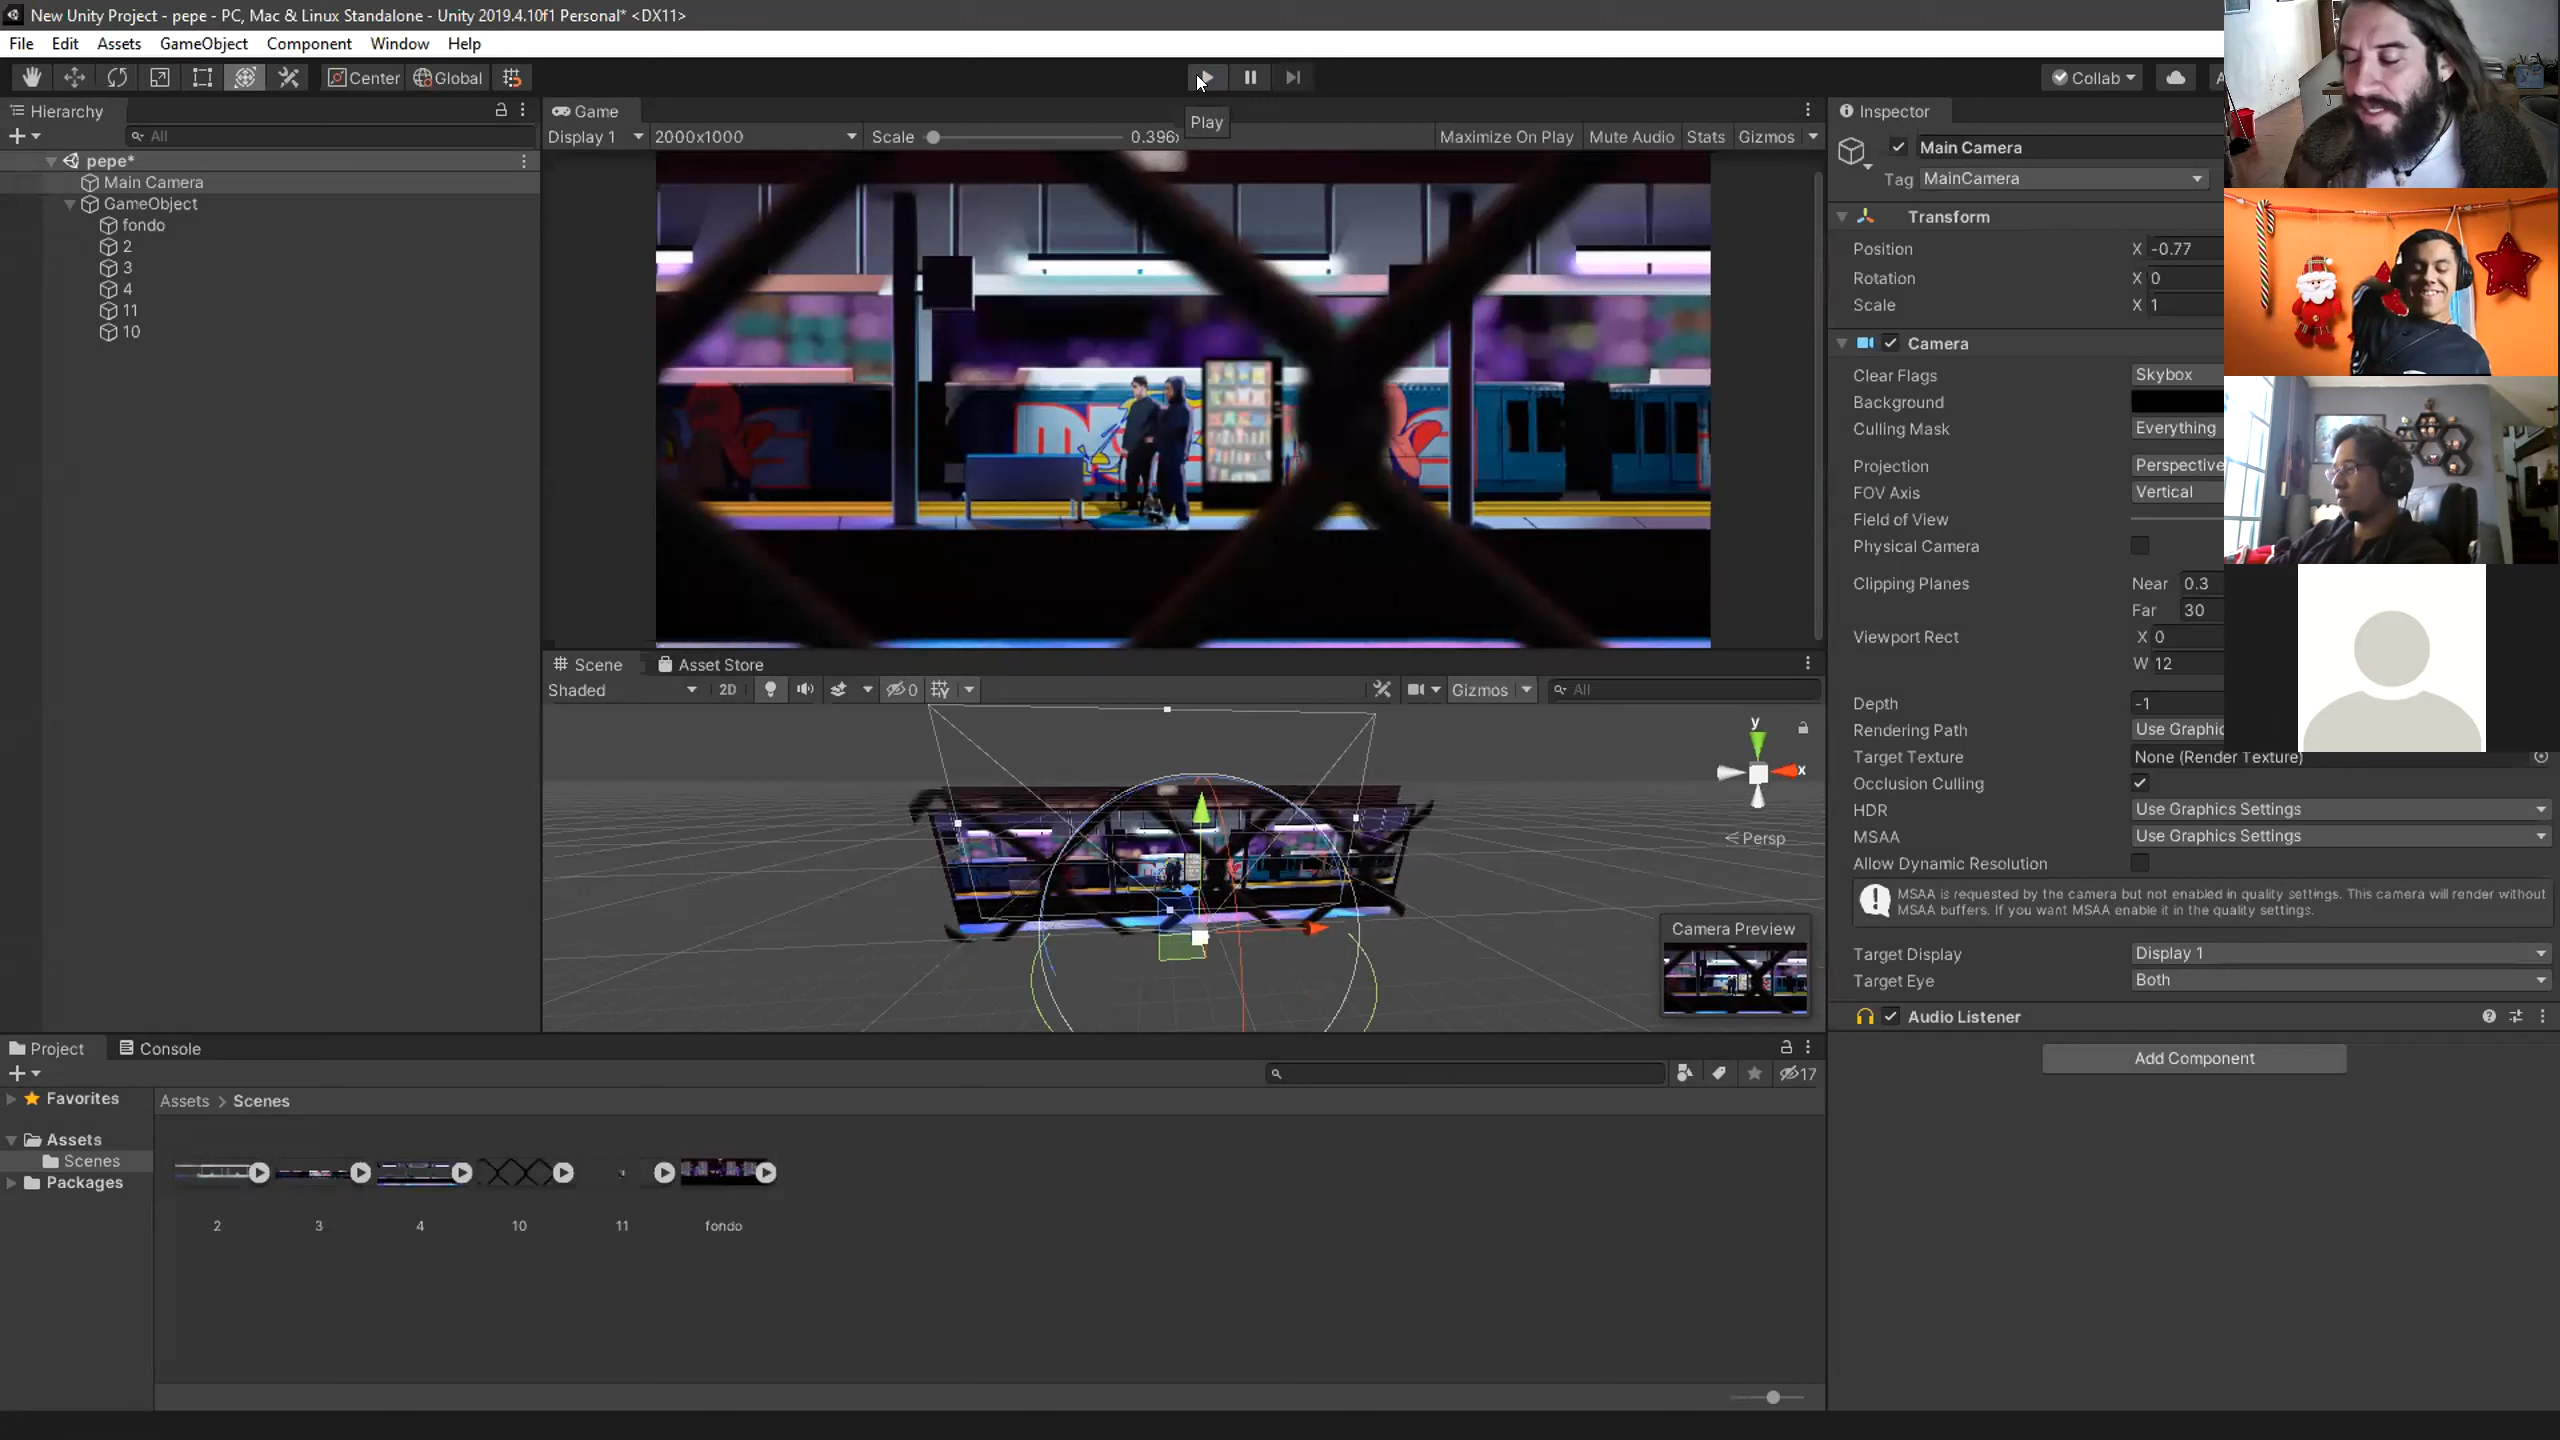 New Unity Project - pepe - PC, Mac & Linux Standalone - Unity 2019.4.10f1 Personal* <DX11>
File Edit Assets GameObject Component Window Help
Center Global Collab
Play
Hierarchy
All
pepe*
Main Camera
GameObject
fondo
2
3
4
11
10
Game
Display 1 2000x1000 Scale 0.396 Maximize On Play Mute Audio Stats Gizmos
Scene Asset Store
Shaded 2D 0 Gizmos All
y
x
Persp
Camera Preview
Inspector
Main Camera
Tag MainCamera
Transform
Position X -0.77
Rotation X 0
Scale X 1
Camera
Clear Flags Skybox
Background
Culling Mask Everything
Projection Perspective
FOV Axis Vertical
Field of View
Physical Camera
Clipping Planes Near 0.3
Far 30
Viewport Rect X 0
W 12
Depth -1
Rendering Path Use Graphic
Target Texture None (Render Texture)
Occlusion Culling
HDR Use Graphics Settings
MSAA Use Graphics Settings
Allow Dynamic Resolution
MSAA is requested by the camera but not enabled in quality settings. This camera will render without
MSAA buffers. If you want MSAA enable it in the quality settings.
Target Display Display 1
Target Eye Both
Audio Listener
Add Component
Project Console
17
Favorites
Assets
Scenes
Packages
Assets > Scenes
2 3 4 10 11 fondo